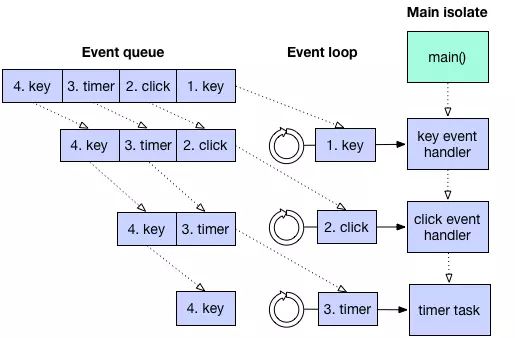 Main isolate
Event queue
Event loop
main()
4. key
3. timer
2. click
1. key
4. key
3. timer
2. click
1. key
key event
handler
4. key
3. timer
2. click
click event
handler
4. key
3. timer
timer task